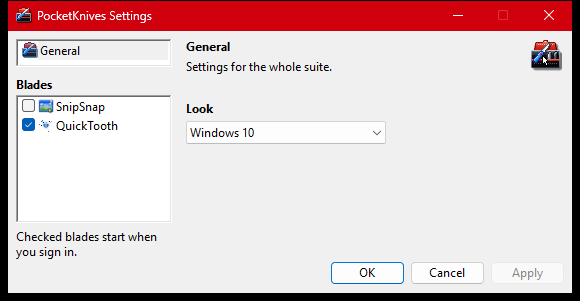 PocketKnives Settings
General
General
Settings for the whole suite.
Blades
SnipSnap
QuickTooth
Look
Windows 10
Checked blades start when
you sign in.
OK
Cancel
Apply